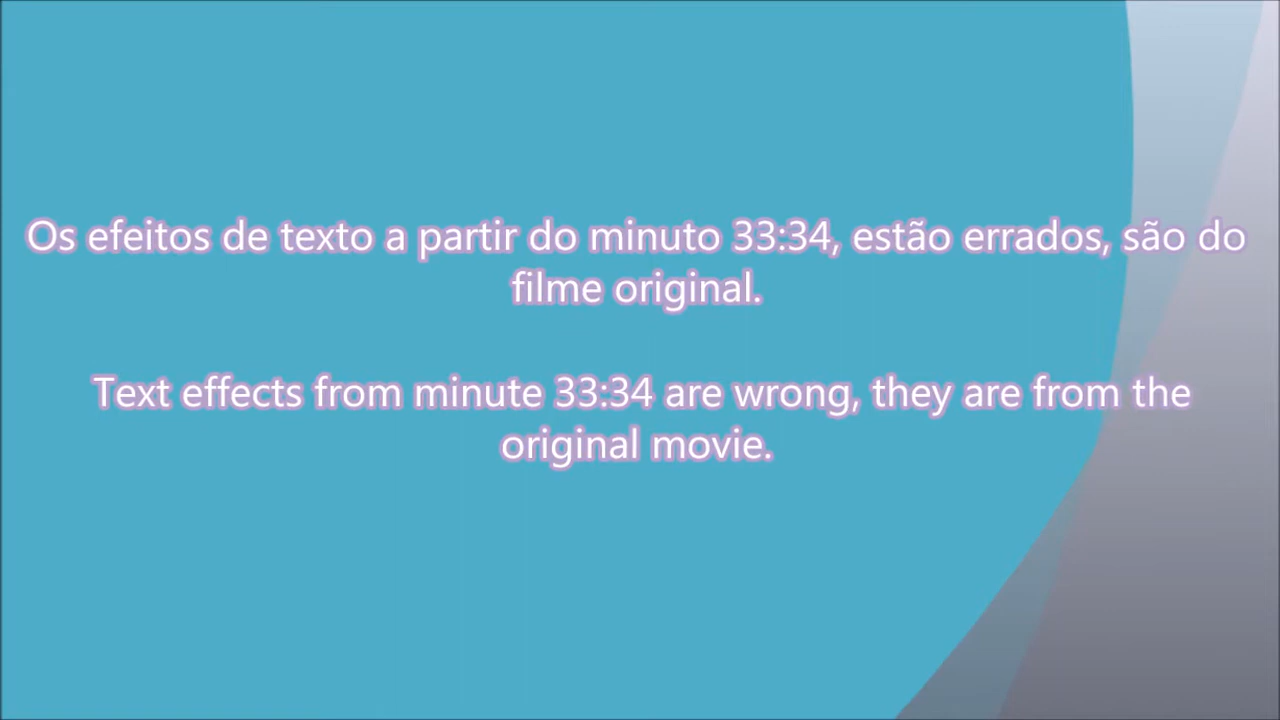 Os efeitos de texto a partir do minuto 33:34, estão errados, são do
filme original.
Text effects from minute 33:34 are wrong, they are from the
original movie.